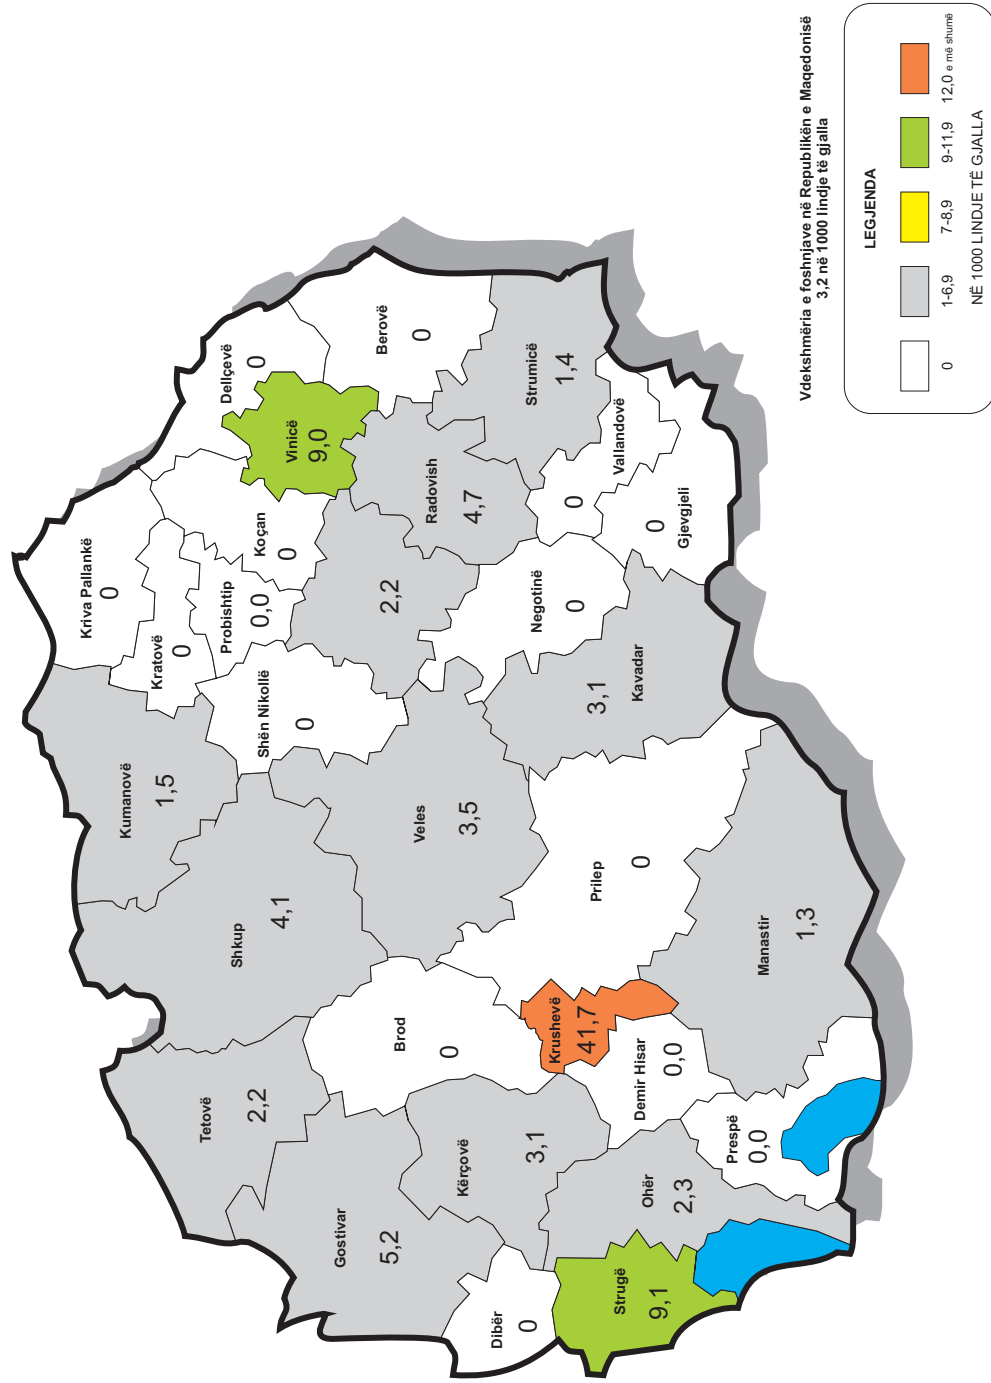 Kriva Pallankë
0
Kratovë
0
Kumanovë
1,5
Probishtip
0,0
Koçan
0
Dellçevë
0
Vinicë
9,0
Berovë
0
Shën Nikollë
0
Shkup
4,1
Tetovë
2,2
Gostivar
5,2
2,2
Radovish
4,7
Strumicë
1,4
Veles
3,5
Brod
0
Kërçovë
3,1
Dibër
0
Negotinë
0
Vallandovë
0
Gjevgjeli
0
Kavadar
3,1
Prilep
0
Krushevë
41,7
Demir Hisar
0,0
Manastir
1,3
Strugë
9,1
Ohër
2,3
Prespë
0,0
Vdekshmëria e foshnjave në Republikën e Maqedonisë
3,2 në 1000 lindje të gjalla
LEGJENDA
0 1-6,9 7-8,9 9-11,9 12,0 e më shumë
NË 1000 LINDJE TË GJALLA